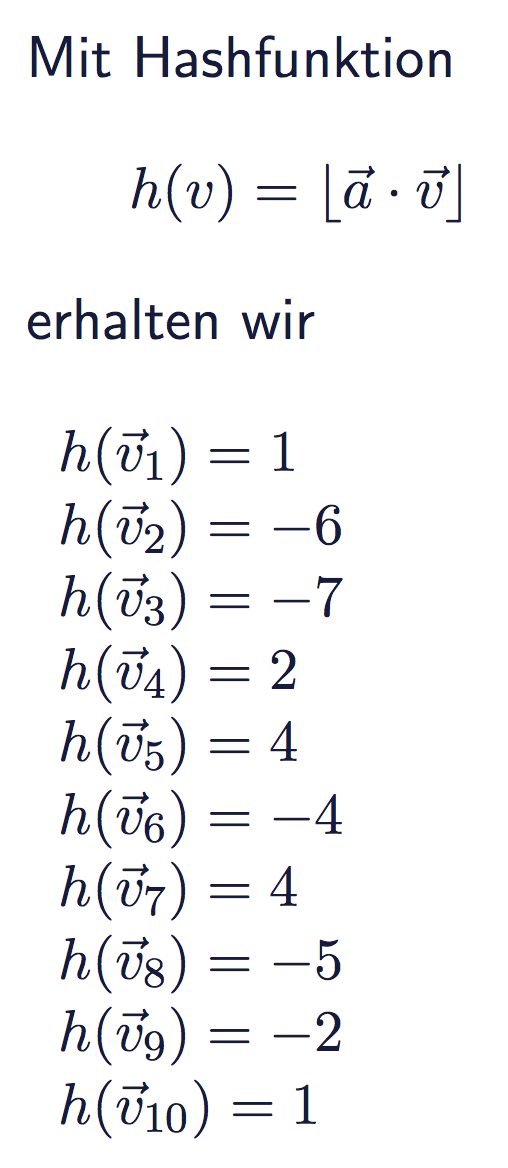 Mit Hashfunktion
h(v) = ⌊a⃗ · v⃗⌋
erhalten wir
h(v⃗₁) = 1
h(v⃗₂) = −6
h(v⃗₃) = −7
h(v⃗₄) = 2
h(v⃗₅) = 4
h(v⃗₆) = −4
h(v⃗₇) = 4
h(v⃗₈) = −5
h(v⃗₉) = −2
h(v⃗₁₀) = 1